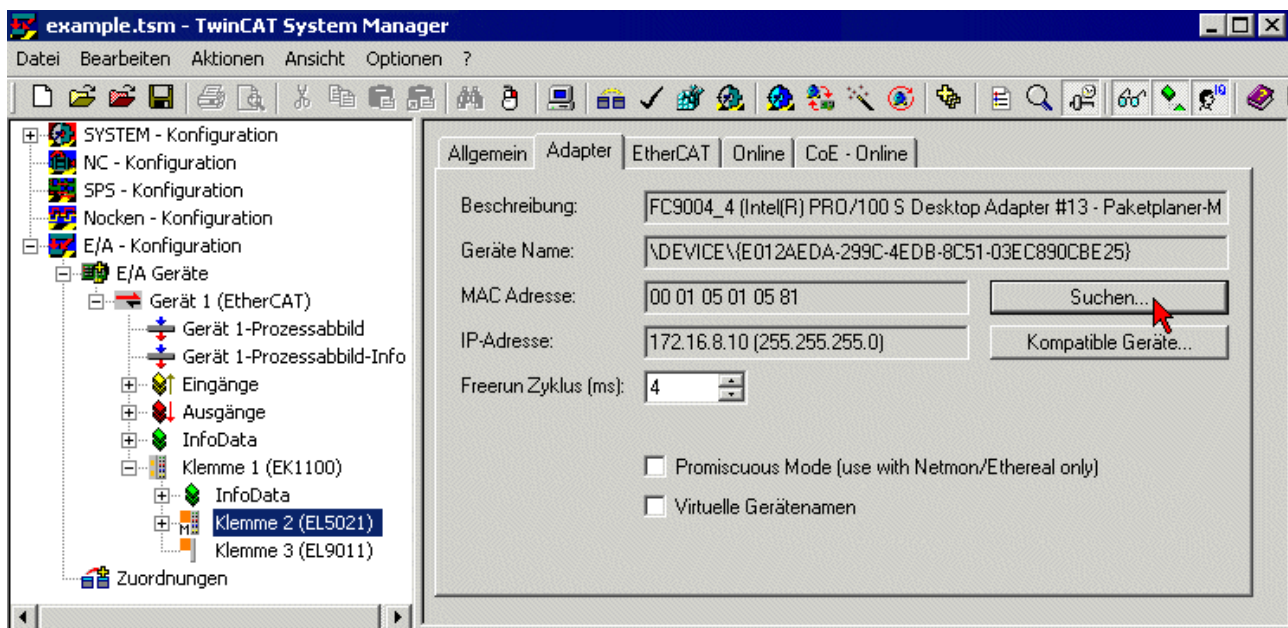 example.tsm - TwinCAT System Manager
Datei Bearbeiten Aktionen Ansicht Optionen ?
SYSTEM - Konfiguration
NC - Konfiguration
SPS - Konfiguration
Nocken - Konfiguration
E/A - Konfiguration
E/A Geräte
Gerät 1 (EtherCAT)
Gerät 1-Prozessabbild
Gerät 1-Prozessabbild-Info
Eingänge
Ausgänge
InfoData
Klemme 1 (EK1100)
InfoData
Klemme 2 (EL5021)
Klemme 3 (EL9011)
Zuordnungen
Allgemein Adapter EtherCAT Online CoE - Online
Beschreibung: FC9004_4 (Intel(R) PRO/100 S Desktop Adapter #13 - Paketplaner-M
Geräte Name: \DEVICE\{E012AEDA-299C-4EDB-8C51-03EC890CBE25}
MAC Adresse: 00 01 05 01 05 81 Suchen...
IP-Adresse: 172.16.8.10 (255.255.255.0) Kompatible Geräte...
Freerun Zyklus (ms): 4
Promiscuous Mode (use with Netmon/Ethereal only)
Virtuelle Gerätenamen